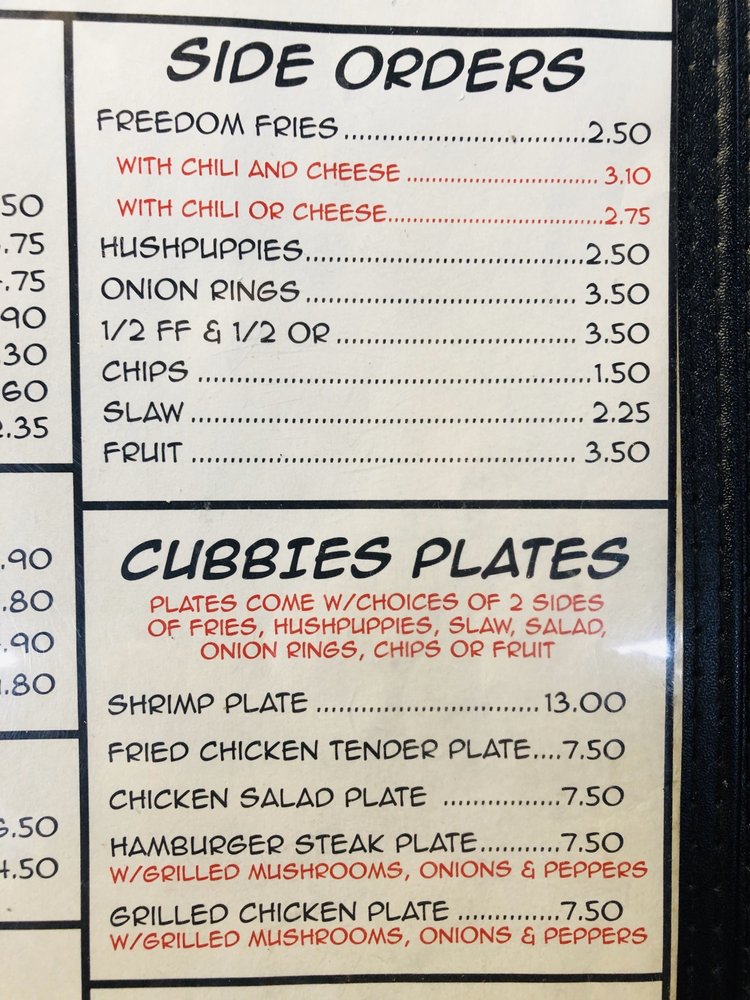 SIDE ORDERS
FREEDOM FRIES ................................ 2.50
WITH CHILI AND CHEESE ............................. 3.10
WITH CHILI OR CHEESE ................................ 2.75
HUSHPUPPIES ..................................... 2.50
ONION RINGS ................................... 3.50
1/2 FF & 1/2 OR ............................... 3.50
CHIPS .................................................. 1.50
SLAW ................................................. 2.25
FRUIT ................................................ 3.50
CUBBIES PLATES
PLATES COME W/CHOICES OF 2 SIDES
OF FRIES, HUSHPUPPIES, SLAW, SALAD,
ONION RINGS, CHIPS OR FRUIT
SHRIMP PLATE ................................ 13.00
FRIED CHICKEN TENDER PLATE....7.50
CHICKEN SALAD PLATE ................7.50
HAMBURGER STEAK PLATE...........7.50
W/GRILLED MUSHROOMS, ONIONS & PEPPERS
GRILLED CHICKEN PLATE ..............7.50
W/GRILLED MUSHROOMS, ONIONS & PEPPERS